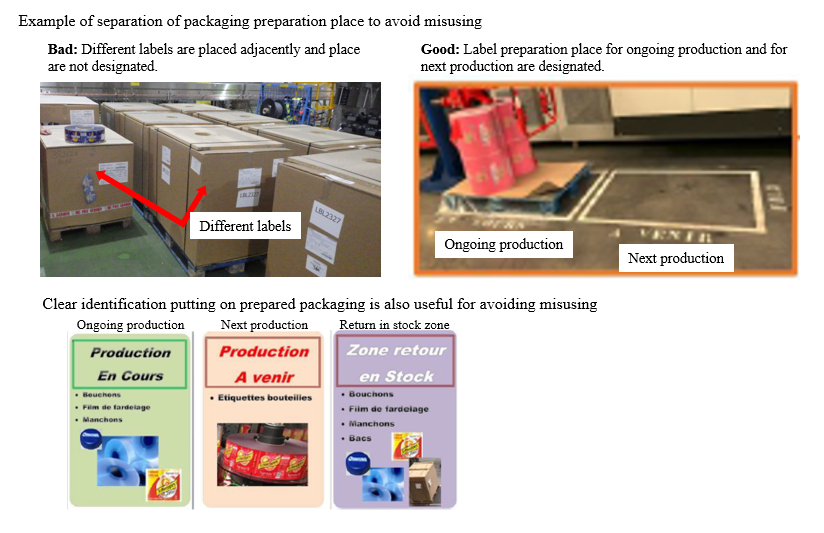 Example of separation of packaging preparation place to avoid misusing
Bad: Different labels are placed adjacently and place
are not designated.
Good: Label preparation place for ongoing production and for
next production are designated.
LBL2327
LBL2327
Different labels
A VENIR
Ongoing production
Next production
Clear identification putting on prepared packaging is also useful for avoiding misusing
Ongoing production
Next production
Return in stock zone
Production
En Cours
• Bouchons
• Film de fardelage
• Manchons
Production
A venir
• Etiquettes bouteilles
Zone retour
en Stock
• Bouchons
• Film de fardelage
• Manchons
• Bacs